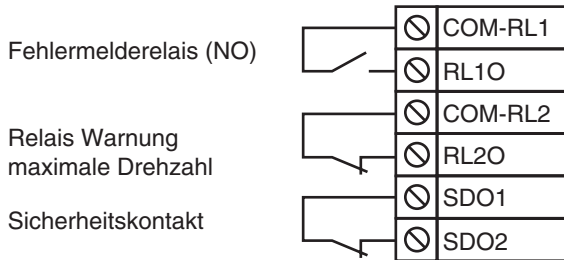 Fehlermelderelais (NO)
COM-RL1
RL1O
Relais Warnung
maximale Drehzahl
COM-RL2
RL2O
Sicherheitskontakt
SDO1
SDO2